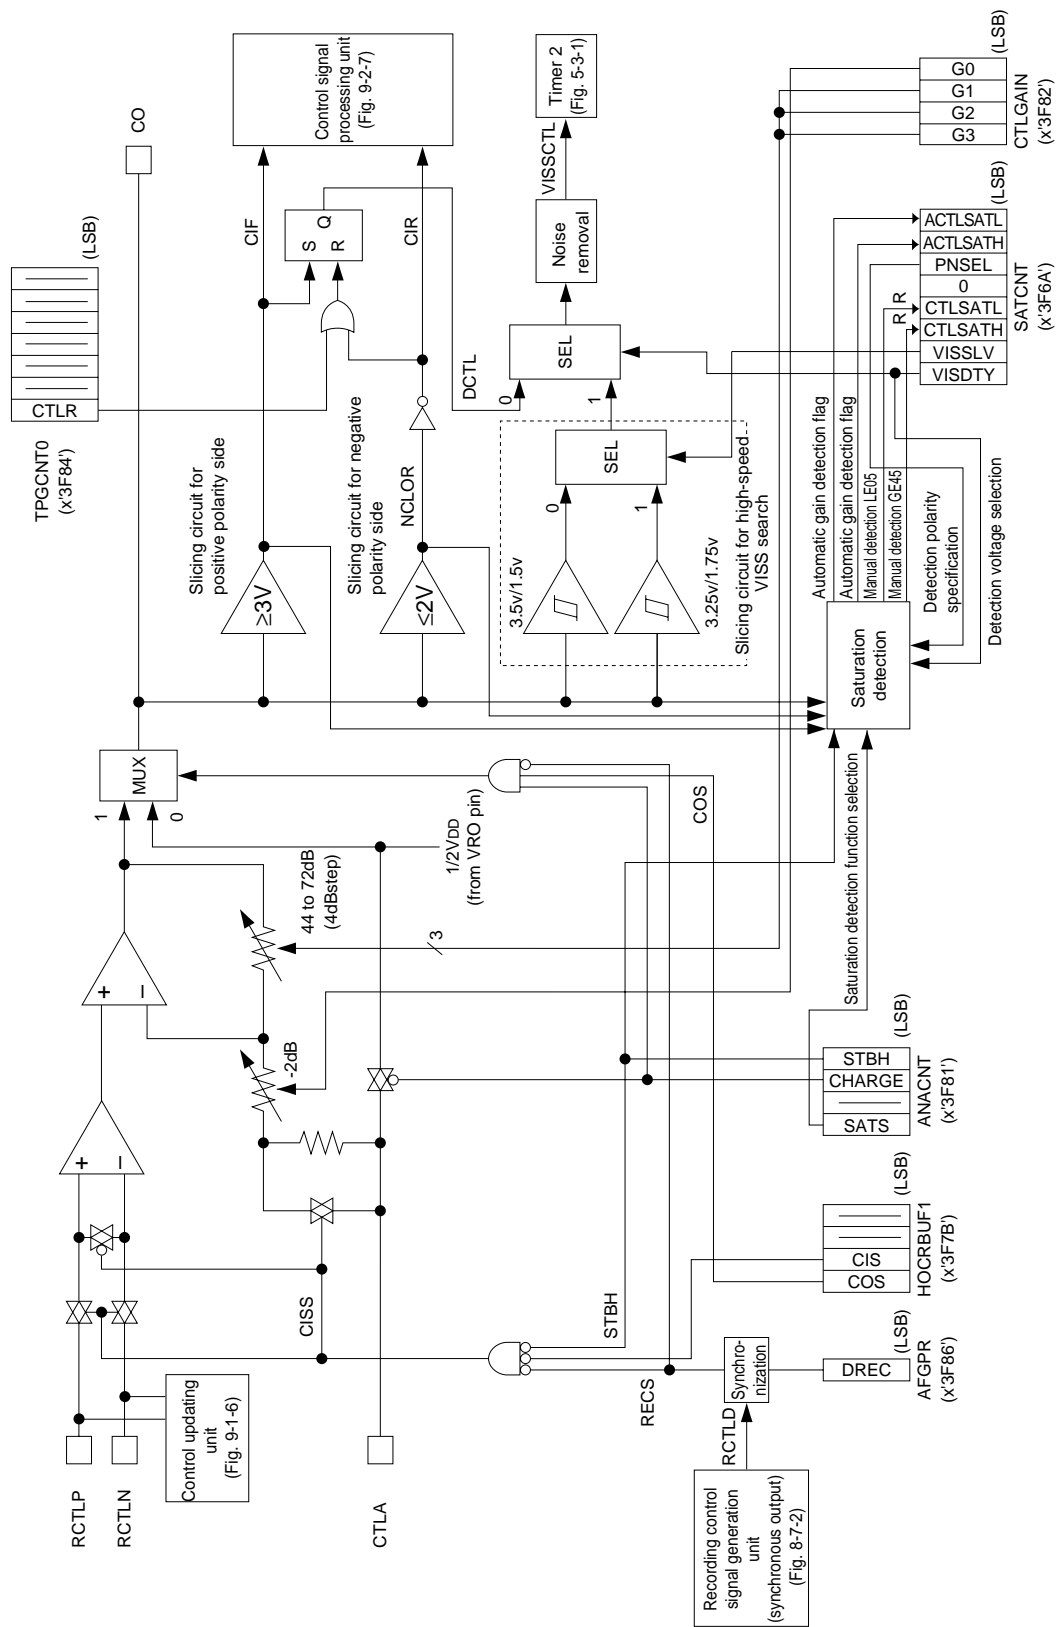 RCTLP
RCTLN
Control updating
unit
(Fig. 9-1-6)
CTLA
CISS
+
–
+
–
-2dB
44 to 72dB
(4dBstep)
3
1
0
MUX
1/2VDD
(from VRO pin)
CO
TPGCNT0
(x'3F84')
CTLR
(LSB)
Slicing circuit for
positive polarity side
≥3V
CIF
Slicing circuit for negative
polarity side
≤2V
NCLOR
CIR
S
Q
R
Control signal
processing unit
(Fig. 9-2-7)
DCTL
3.5v/1.5v
3.25v/1.75v
0
1
SEL
Slicing circuit for high-speed
VISS search
0
1
SEL
Noise
removal
VISSCTL
Timer 2
(Fig. 5-3-1)
Recording control
signal generation
unit
(synchronous output)
(Fig. 8-7-2)
RCTLD
Synchro-
nization
RECS
STBH
COS
DREC
(LSB)
AFGPR
(x'3F86')
COS
CIS
(LSB)
HOCRBUF1
(x'3F7B')
SATS
CHARGE
STBH
(LSB)
ANACNT
(x'3F81')
Saturation detection function selection
Saturation
detection
Automatic gain detection flag
Automatic gain detection flag
Manual detection LE05
Manual detection GE45
Detection polarity
specification
Detection voltage selection
R
R
VISDTY
VISSLV
CTLSATH
CTLSATL
0
PNSEL
ACTLSATH
ACTLSATL
(LSB)
SATCNT
(x'3F6A')
G3
G2
G1
G0
(LSB)
CTLGAIN
(x'3F82')